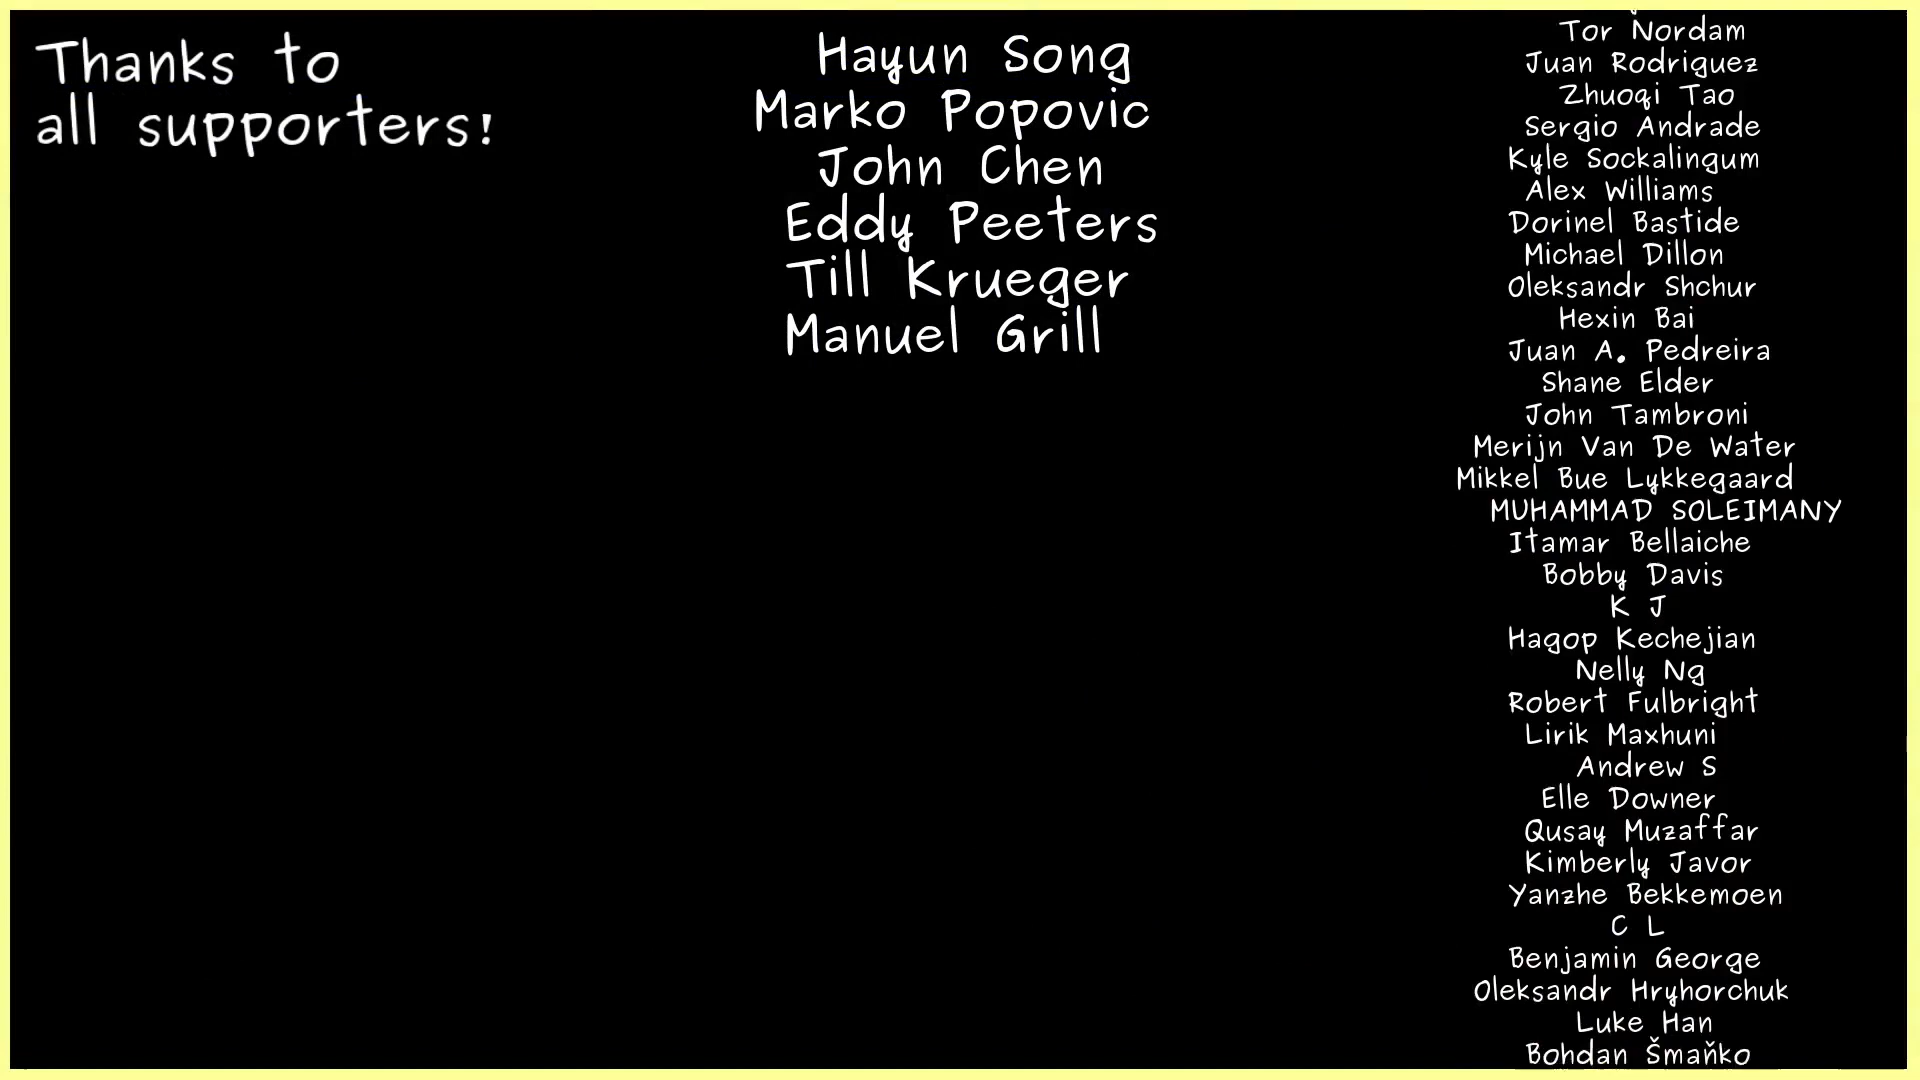 Thanks to
all supporters!
Hayun Song
Marko Popovic
John Chen
Eddy Peeters
Till Krueger
Manuel Grill
Tor Nordam
Juan Rodriguez
Zhuoqi Tao
Sergio Andrade
Kyle Sockalingum
Alex Williams
Dorinel Bastide
Michael Dillon
Oleksandr Shchur
Hexin Bai
Juan A. Pedreira
Shane Elder
John Tambroni
Merijn Van De Water
Mikkel Bue Lykkegaard
MUHAMMAD SOLEIMANY
Itamar Bellaiche
Bobby Davis
K J
Hagop Kechejian
Nelly Ng
Robert Fulbright
Lirik Maxhuni
Andrew S
Elle Downer
Qusay Muzaffar
Kimberly Javor
Yanzhe Bekkemoen
C L
Benjamin George
Oleksandr Hryhorchuk
Luke Han
Bohdan Šmaňko